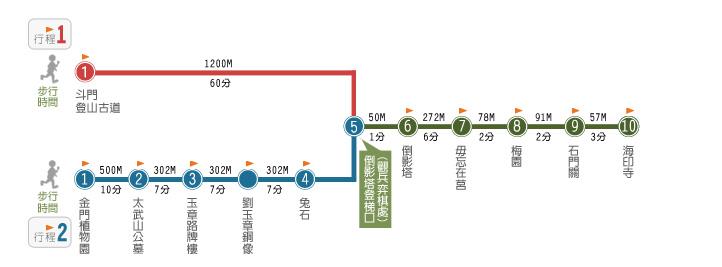 行程1
步行
時間
1
1200M
60分
斗門
登山古道
5
50M
1分
6
272M
6分
7
78M
2分
8
91M
2分
9
57M
3分
10
倒影塔
毋忘在莒
梅園
石門關
海印寺
(觀兵弈棋處)
倒影塔登梯口
步行
時間
行程2
1
500M
10分
2
302M
7分
3
302M
7分
302M
7分
4
金門植物園
太武山公墓
玉章路牌樓
劉玉章銅像
兔石